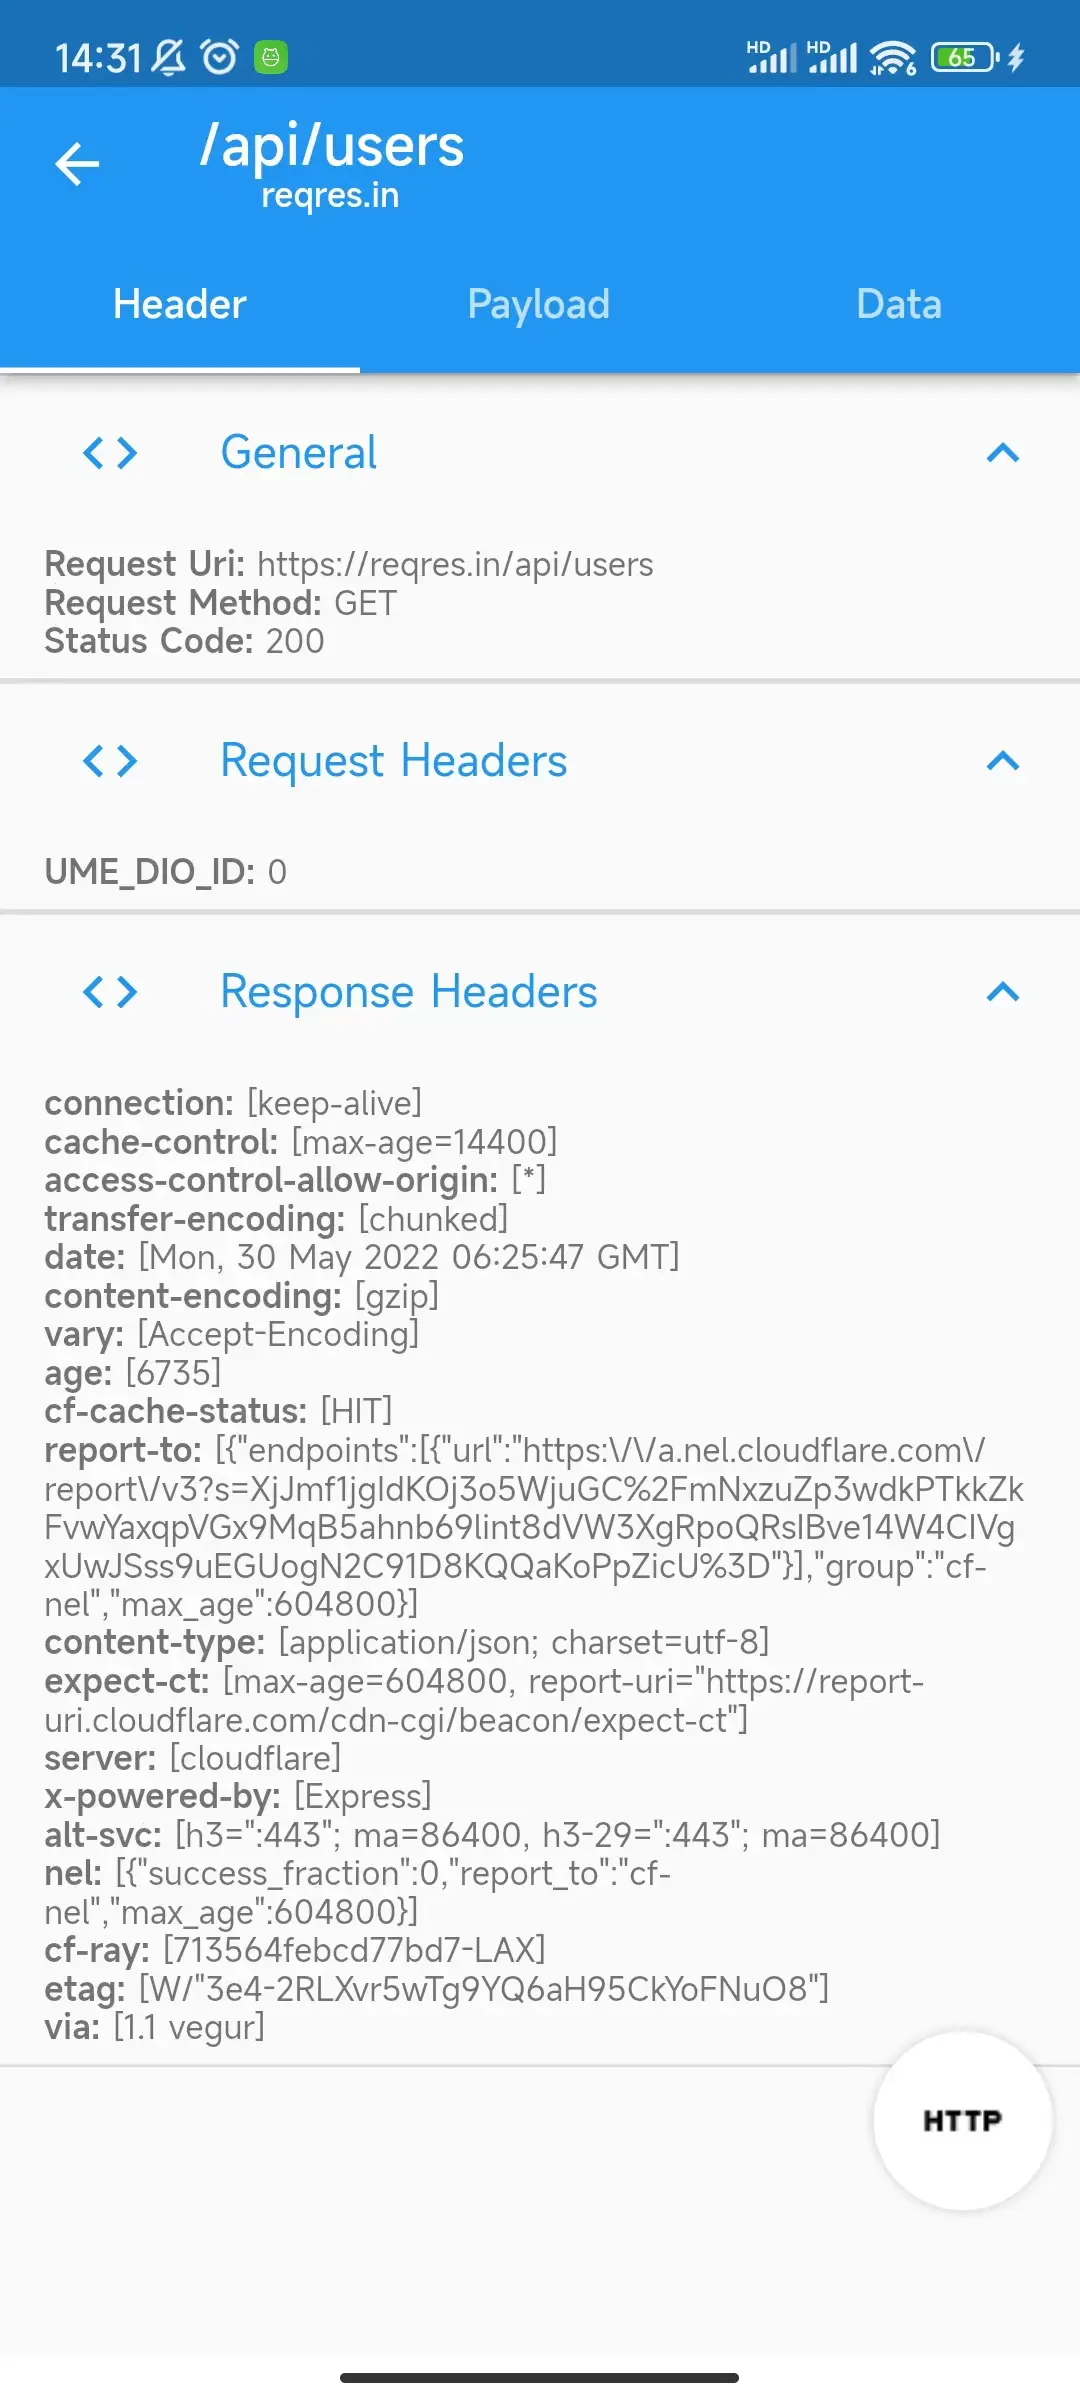 14:31 HD HD 6 65
/api/users
reqres.in
Header Payload Data
General
Request Uri: https://reqres.in/api/users
Request Method: GET
Status Code: 200
Request Headers
UME_DIO_ID: 0
Response Headers
connection: [keep-alive]
cache-control: [max-age=14400]
access-control-allow-origin: [*]
transfer-encoding: [chunked]
date: [Mon, 30 May 2022 06:25:47 GMT]
content-encoding: [gzip]
vary: [Accept-Encoding]
age: [6735]
cf-cache-status: [HIT]
report-to: [{"endpoints":[{"url":"https:\/\/a.nel.cloudflare.com\/
report\/v3?s=XjJmf1jgIdKOj3o5WjuGC%2FmNxzuZp3wdkPTkkZk
FvwYaxqpVGx9MqB5ahnb69lint8dVW3XgRpoQRsIBve14W4CIVg
xUwJSss9uEGUogN2C91D8KQQaKoPpZicU%3D"}],"group":"cf-
nel","max_age":604800}]
content-type: [application/json; charset=utf-8]
expect-ct: [max-age=604800, report-uri="https://report-
uri.cloudflare.com/cdn-cgi/beacon/expect-ct"]
server: [cloudflare]
x-powered-by: [Express]
alt-svc: [h3=":443"; ma=86400, h3-29=":443"; ma=86400]
nel: [{"success_fraction":0,"report_to":"cf-
nel","max_age":604800}]
cf-ray: [713564febcd77bd7-LAX]
etag: [W/"3e4-2RLXvr5wTg9YQ6aH95CkYoFNuO8"]
via: [1.1 vegur]
HTTP